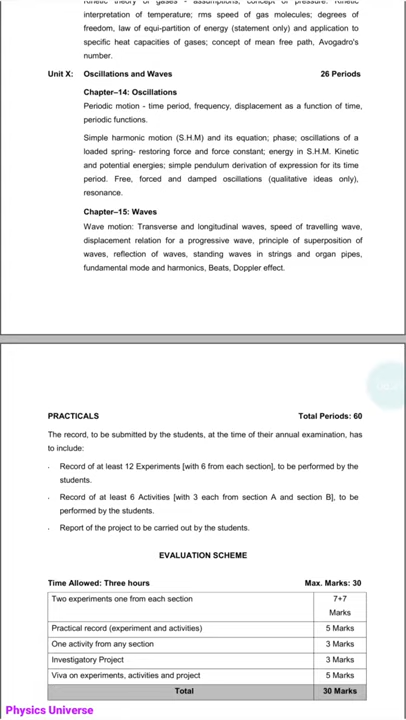 Kinetic theory of gases - assumptions, concept of pressure. Kinetic
interpretation of temperature; rms speed of gas molecules; degrees of
freedom, law of equi-partition of energy (statement only) and application to
specific heat capacities of gases; concept of mean free path, Avogadro's
number.
Unit X: Oscillations and Waves 26 Periods
Chapter–14: Oscillations
Periodic motion - time period, frequency, displacement as a function of time,
periodic functions.
Simple harmonic motion (S.H.M) and its equation; phase; oscillations of a
loaded spring- restoring force and force constant; energy in S.H.M. Kinetic
and potential energies; simple pendulum derivation of expression for its time
period. Free, forced and damped oscillations (qualitative ideas only),
resonance.
Chapter–15: Waves
Wave motion: Transverse and longitudinal waves, speed of travelling wave,
displacement relation for a progressive wave, principle of superposition of
waves, reflection of waves, standing waves in strings and organ pipes,
fundamental mode and harmonics, Beats, Doppler effect.
PRACTICALS Total Periods: 60
The record, to be submitted by the students, at the time of their annual examination, has
to include:
· Record of at least 12 Experiments [with 6 from each section], to be performed by the
students.
· Record of at least 6 Activities [with 3 each from section A and section B], to be
performed by the students.
· Report of the project to be carried out by the students.
EVALUATION SCHEME
Time Allowed: Three hours Max. Marks: 30
Two experiments one from each section 7+7
Marks
Practical record (experiment and activities) 5 Marks
One activity from any section 3 Marks
Investigatory Project 3 Marks
Viva on experiments, activities and project 5 Marks
Total 30 Marks
Physics Universe